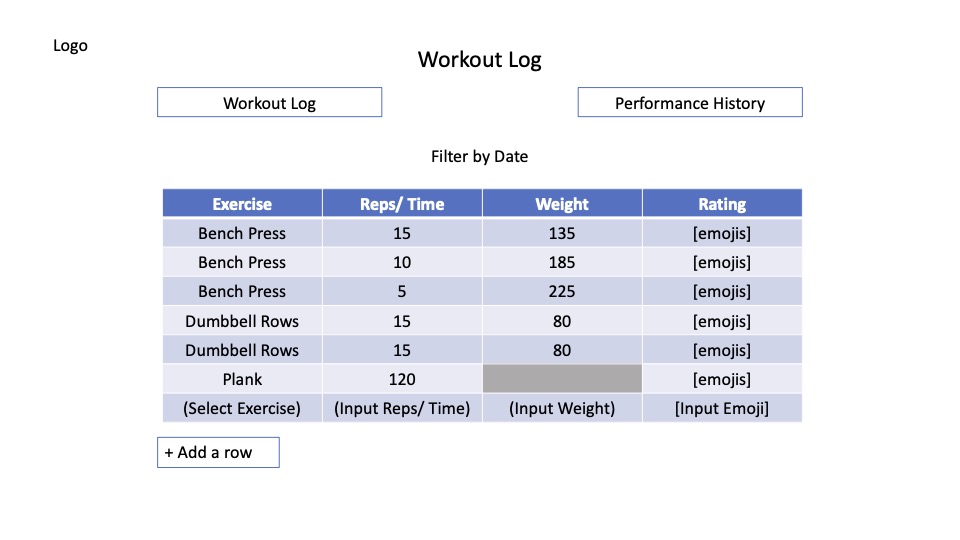 Logo
Workout Log
Workout Log Performance History
Filter by Date
Exercise Reps/ Time Weight Rating
Bench Press 15 135 [emojis]
Bench Press 10 185 [emojis]
Bench Press 5 225 [emojis]
Dumbbell Rows 15 80 [emojis]
Dumbbell Rows 15 80 [emojis]
Plank 120 [emojis]
(Select Exercise) (Input Reps/ Time) (Input Weight) [Input Emoji]
+ Add a row